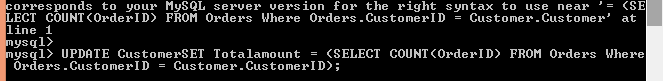 corresponds to your MySQL server version for the right syntax to use near '= (SE
LECT COUNT(OrderID) FROM Orders Where Orders.CustomerID = Customer.Customer' at
line 1
mysql>
mysql> UPDATE CustomerSET Totalamount = (SELECT COUNT(OrderID) FROM Orders Where
Orders.CustomerID = Customer.CustomerID);